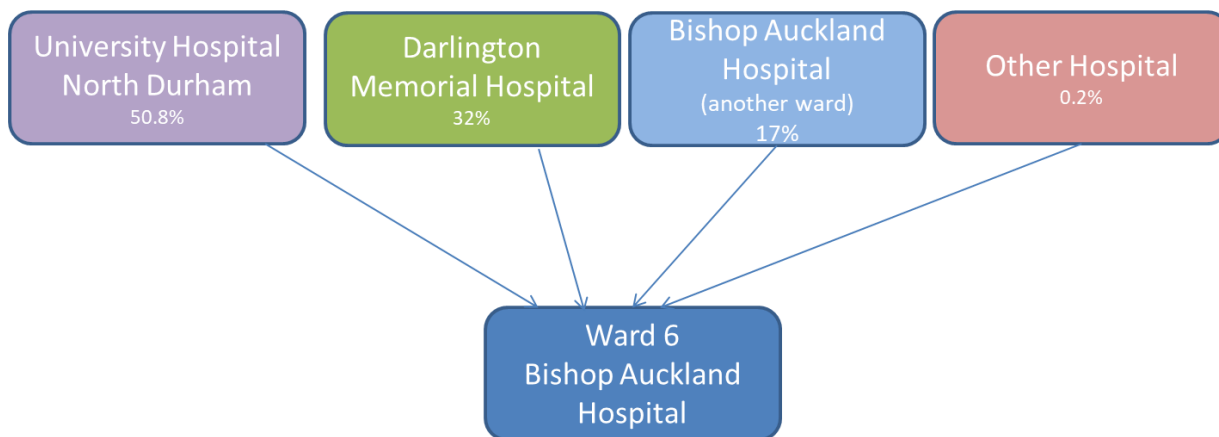 University Hospital
North Durham
50.8%
Darlington
Memorial Hospital
32%
Bishop Auckland
Hospital
(another ward)
17%
Other Hospital
0.2%
Ward 6
Bishop Auckland
Hospital